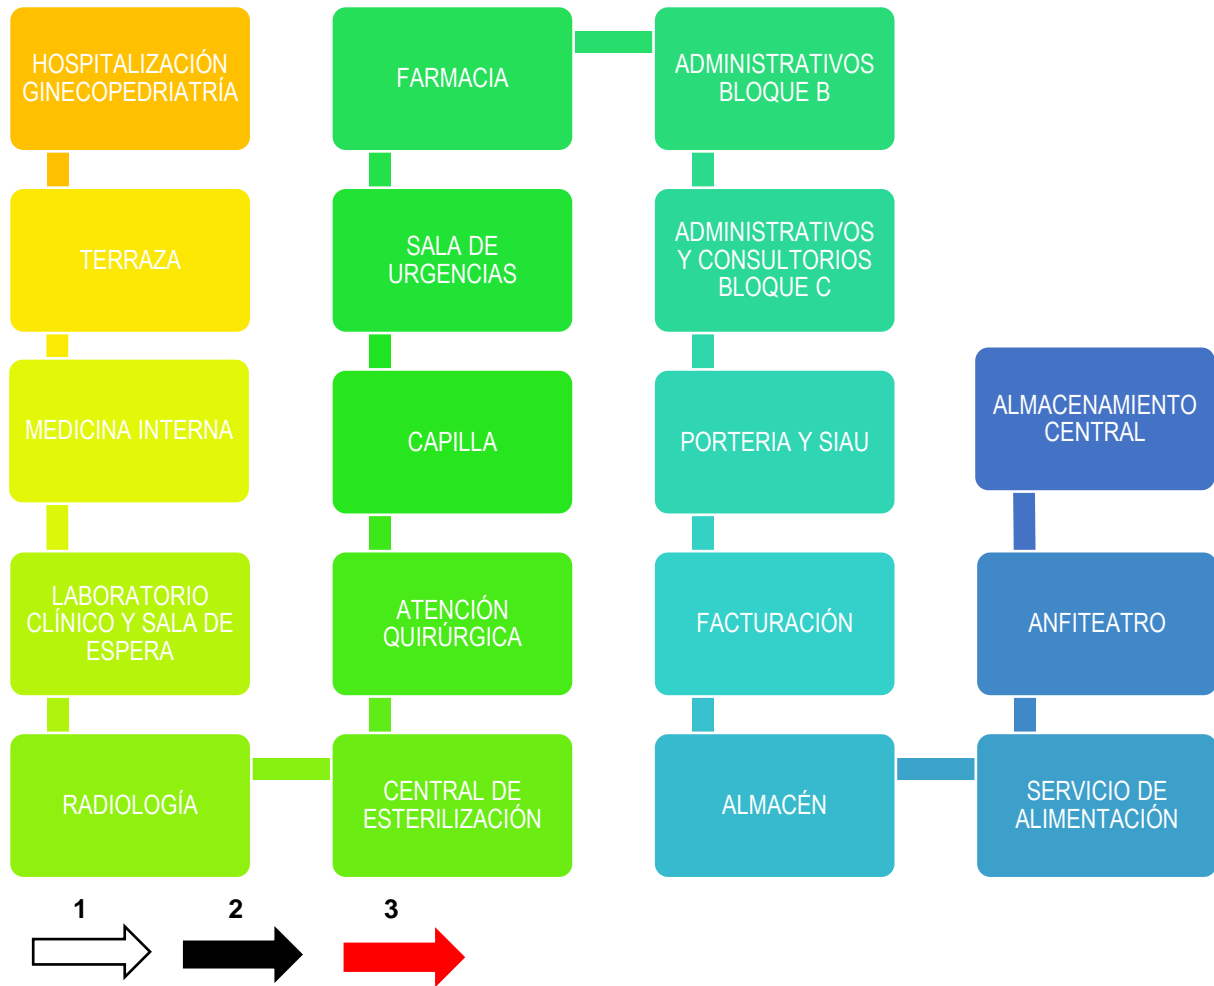 HOSPITALIZACIÓN
GINECOPEDRIATRÍA
TERRAZA
MEDICINA INTERNA
LABORATORIO
CLÍNICO Y SALA DE
ESPERA
RADIOLOGÍA
CENTRAL DE
ESTERILIZACIÓN
ATENCIÓN
QUIRÚRGICA
CAPILLA
SALA DE
URGENCIAS
FARMACIA
ADMINISTRATIVOS
BLOQUE B
ADMINISTRATIVOS
Y CONSULTORIOS
BLOQUE C
PORTERIA Y SIAU
FACTURACIÓN
ALMACÉN
SERVICIO DE
ALIMENTACIÓN
ANFITEATRO
ALMACENAMIENTO
CENTRAL
1
2
3